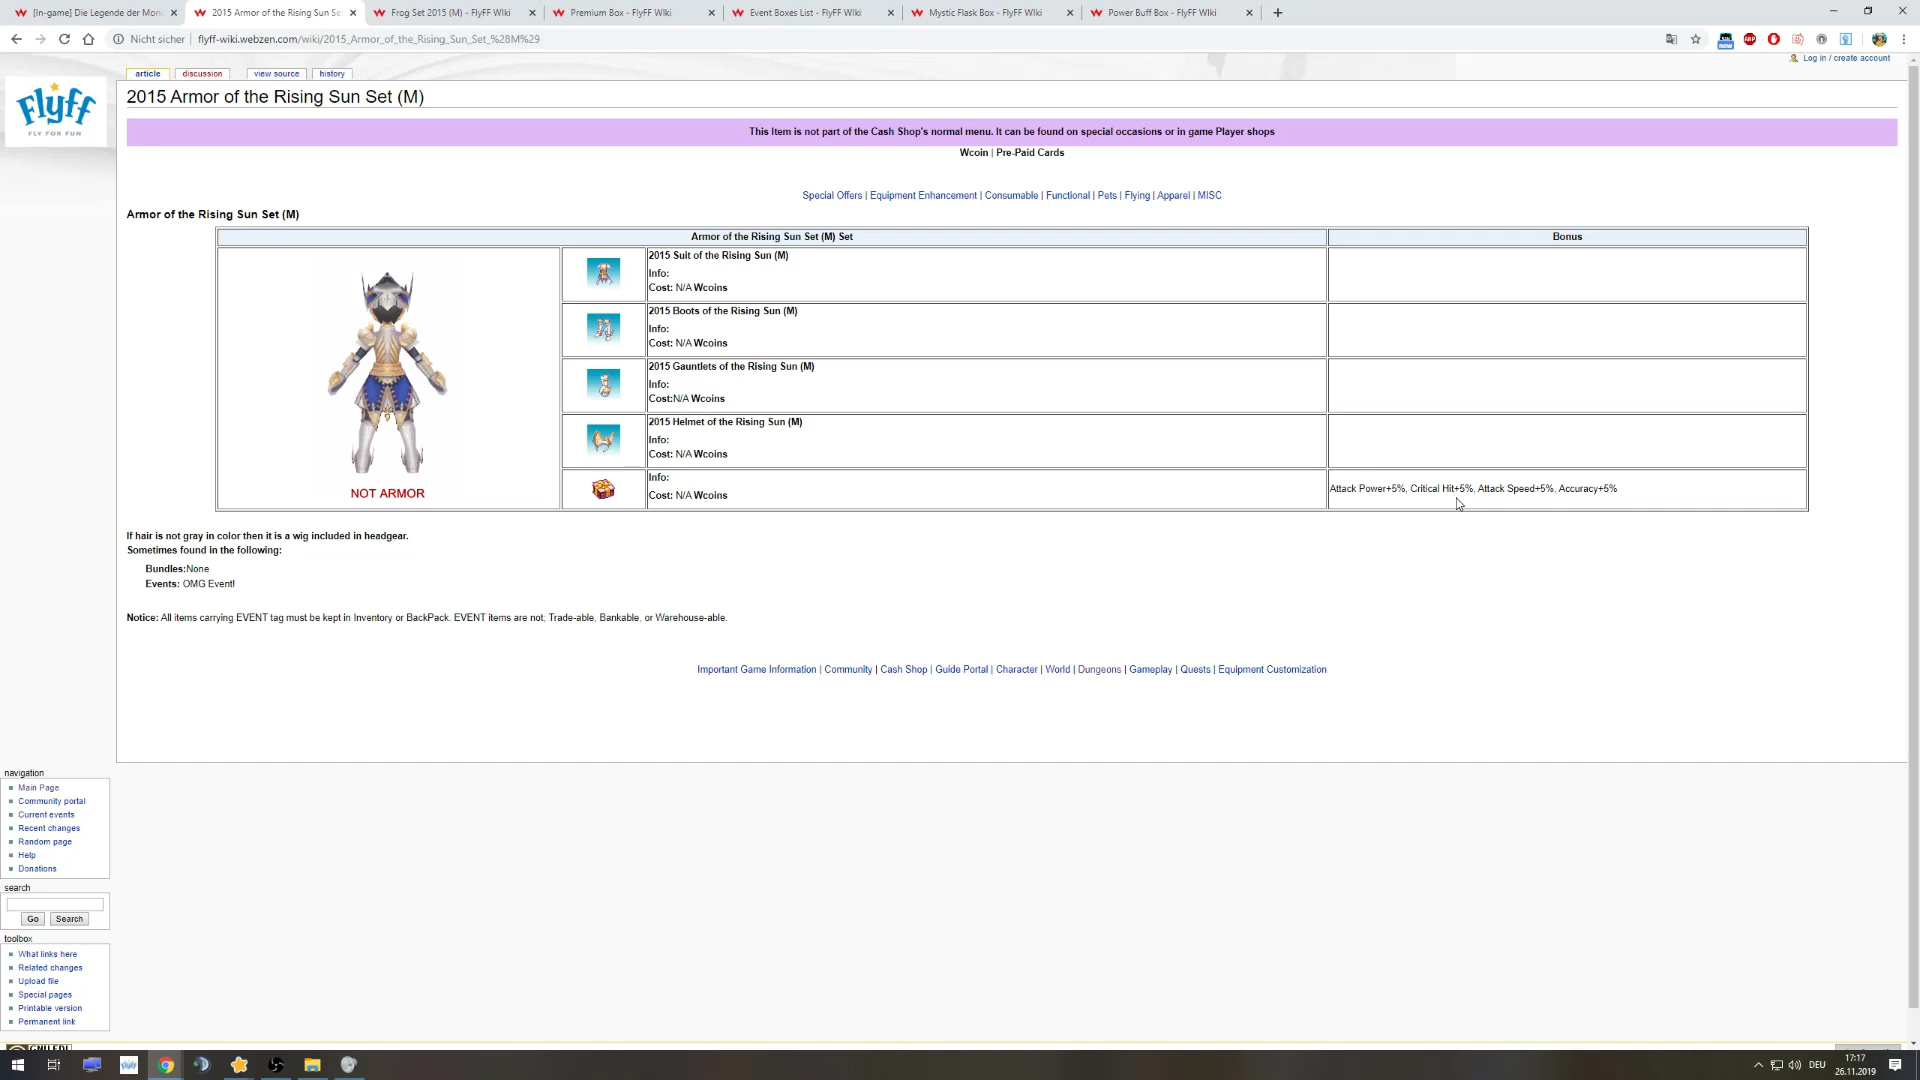 [In-game] Die Legende der Mon
2015 Armor of the Rising Sun Se
Frog Set 2015 (M) - FlyFF WIki
Premium Box - FlyFF WIki
Event Boxes List - FlyFF WIki
Mystic Flask Box - FlyFF WIki
Power Buff Box - FlyFF WIki
Nicht sicher
flyff-wiki.webzen.com/wiki/2015_Armor_of_the_Rising_Sun_Set_%28M%29
Log in / create account
article
discussion
view source
history
Flyff
FLY FOR FUN
2015 Armor of the Rising Sun Set (M)
This Item is not part of the Cash Shop's normal menu. It can be found on special occasions or in game Player shops
Wcoin | Pre-Paid Cards
Special Offers | Equipment Enhancement | Consumable | Functional | Pets | Flying | Apparel | MISC
Armor of the Rising Sun Set (M)
Armor of the Rising Sun Set (M) Set
Bonus
2015 Suit of the Rising Sun (M)
Info:
Cost: N/A Wcoins
2015 Boots of the Rising Sun (M)
Info:
Cost: N/A Wcoins
2015 Gauntlets of the Rising Sun (M)
Info:
Cost:N/A Wcoins
2015 Helmet of the Rising Sun (M)
Info:
Cost: N/A Wcoins
NOT ARMOR
Info:
Cost: N/A Wcoins
Attack Power+5%, Critical Hit+5%, Attack Speed+5%, Accuracy+5%
If hair is not gray in color then it is a wig included in headgear.
Sometimes found in the following:
Bundles:None
Events: OMG Event!
Notice: All items carrying EVENT tag must be kept in Inventory or BackPack. EVENT items are not, Trade-able, Bankable, or Warehouse-able.
Important Game Information | Community | Cash Shop | Guide Portal | Character | World | Dungeons | Gameplay | Quests | Equipment Customization
navigation
Main Page
Community portal
Current events
Recent changes
Random page
Help
Donations
search
Go
Search
toolbox
What links here
Related changes
Upload file
Special pages
Printable version
Permanent link
DEU
17:17
26.11.2019